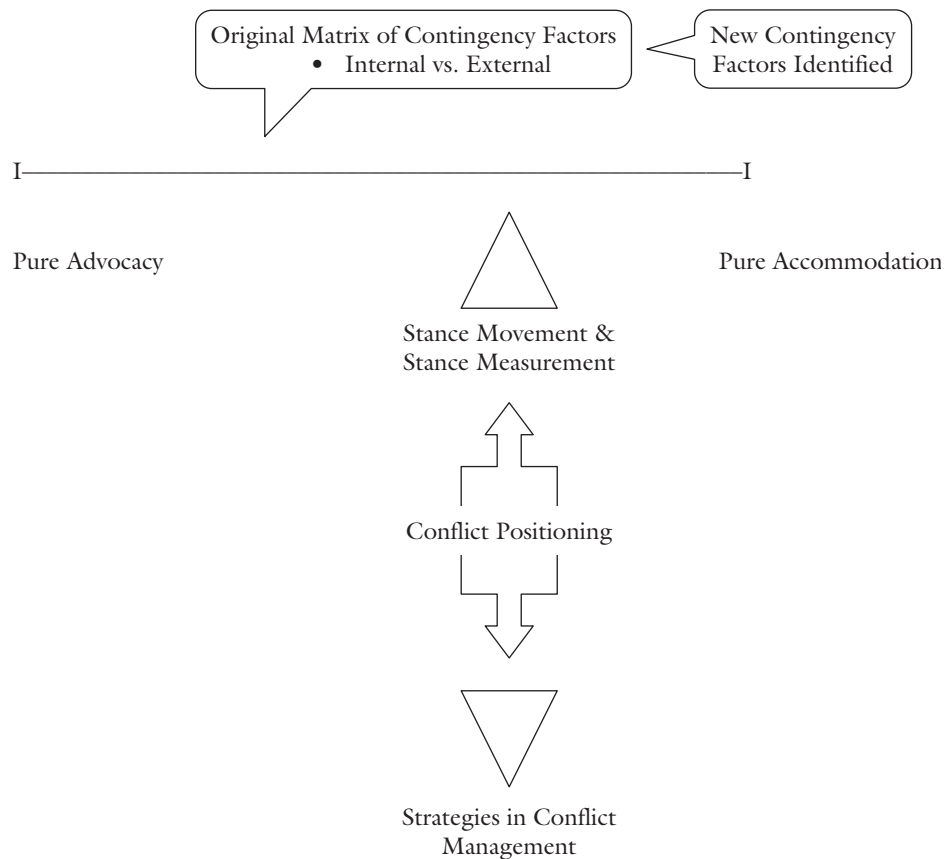 Original Matrix of Contingency Factors
• Internal vs. External
New Contingency
Factors Identified
I—————————————————————————————I
Pure Advocacy
Pure Accommodation
Stance Movement &
Stance Measurement
Conflict Positioning
Strategies in Conflict
Management